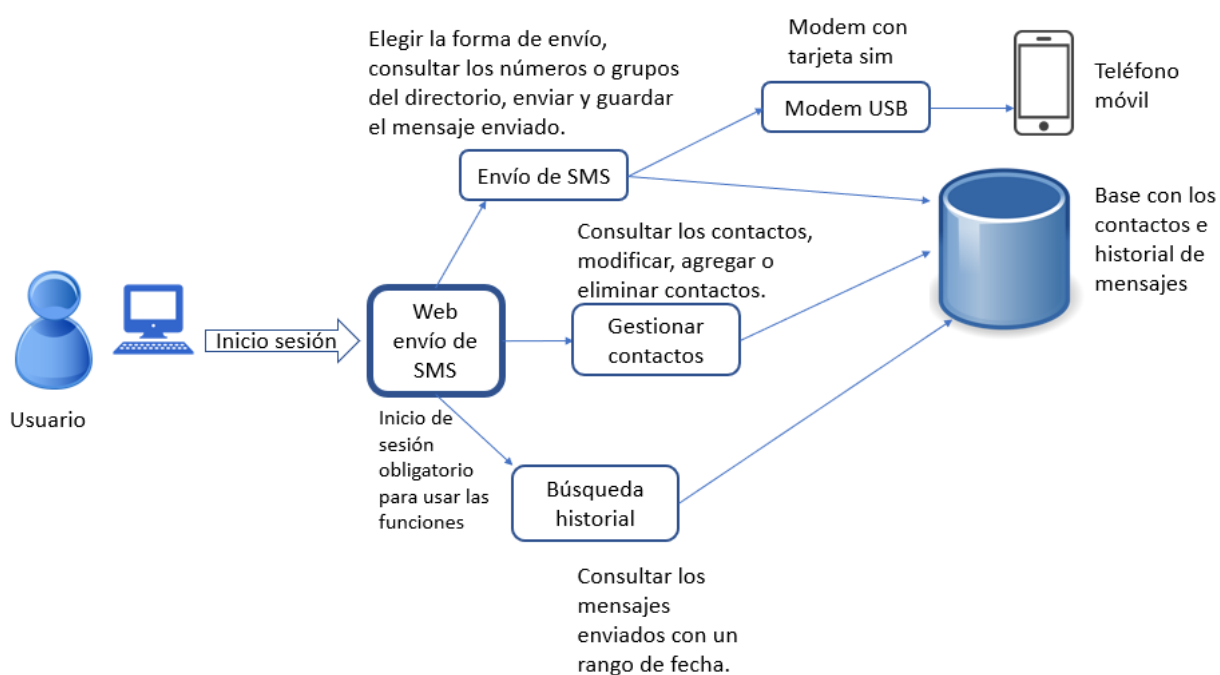 Elegir la forma de envío,
consultar los números o grupos
del directorio, enviar y guardar
el mensaje enviado.
Modem con
tarjeta sim
Modem USB
Teléfono
móvil
Envío de SMS
Base con los
contactos e
historial de
mensajes
Consultar los contactos,
modificar, agregar o
eliminar contactos.
Gestionar
contactos
Web
envío de
SMS
Inicio sesión
Usuario
Inicio de
sesión
obligatorio
para usar las
funciones
Búsqueda
historial
Consultar los
mensajes
enviados con un
rango de fecha.